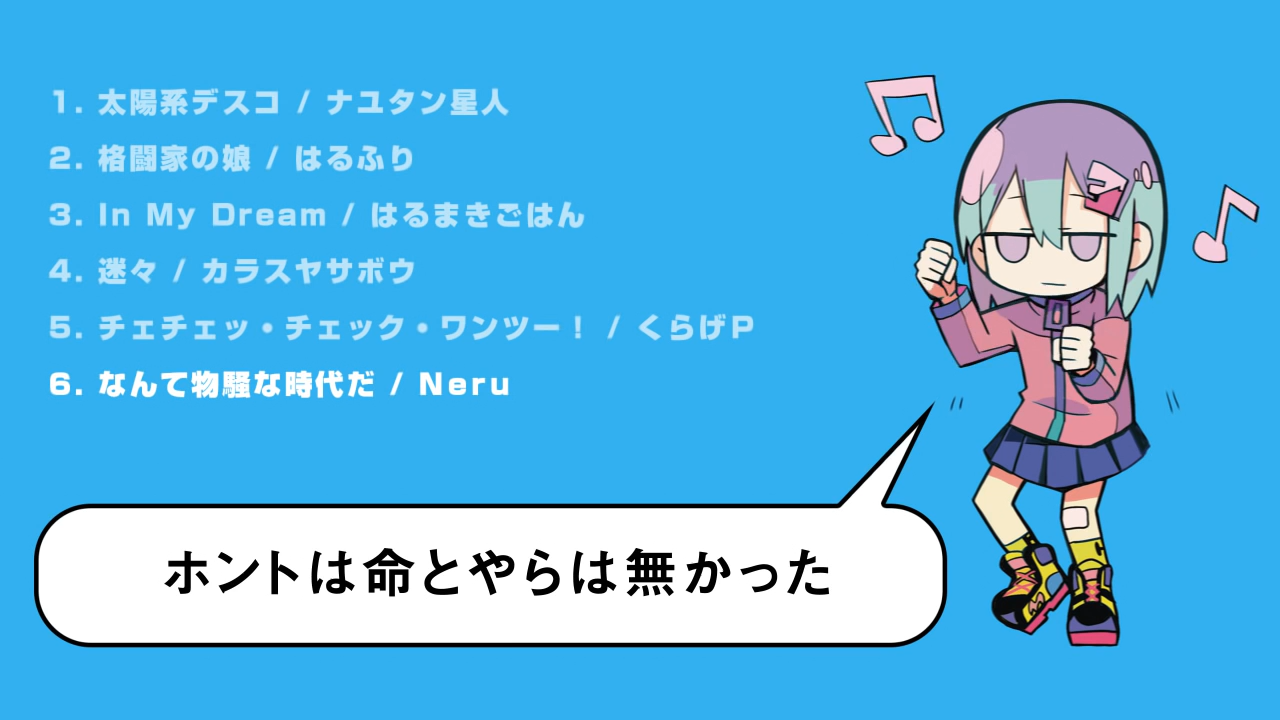 1. 太陽系デスコ / ナユタン星人
2. 格闘家の娘 / はるふり
3. In My Dream / はるまきごはん
4. 迷々 / カラスヤサボウ
5. チェチェッ・チェック・ワンツー！ / くらげP
6. なんて物騒な時代だ / Neru
ホントは命とやらは無かった